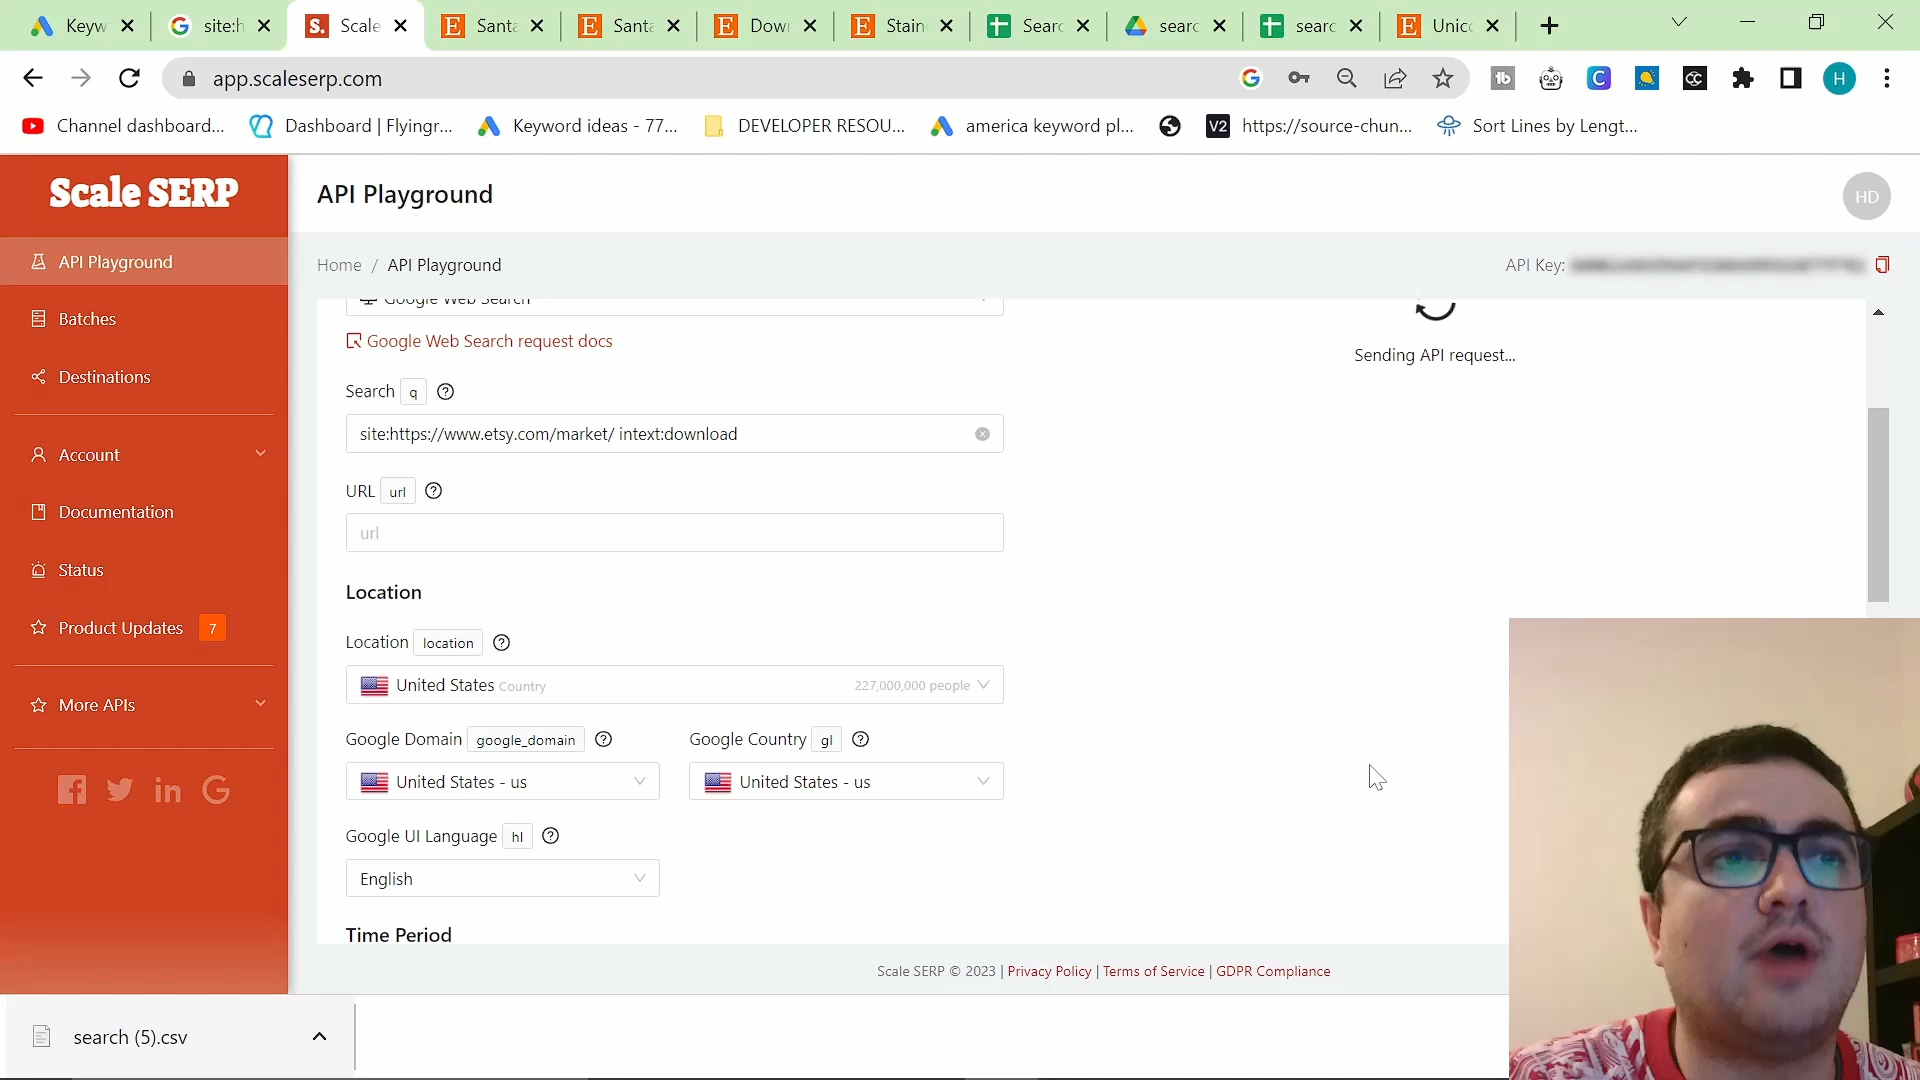 Keyw
site:h
Scale
Santa
Santa
Down
Stain
Searc
searc
searc
Unico
app.scaleserp.com
H
Channel dashboard...
Dashboard | Flyingr...
Keyword ideas - 77...
DEVELOPER RESOU...
america keyword pl...
V2 https://source-chun...
Sort Lines by Lengt...
Scale SERP
API Playground
HD
API Playground
Home / API Playground
API Key:
Google Web Search
Google Web Search request docs
Sending API request...
Batches
Destinations
Search q
site:https://www.etsy.com/market/ intext:download
Account
URL url
Documentation
url
Status
Location
Product Updates 7
Location location
United States Country 227,000,000 people
More APIs
Google Domain google_domain
Google Country gl
United States - us
United States - us
Google UI Language hl
English
Time Period
Scale SERP © 2023 | Privacy Policy | Terms of Service | GDPR Compliance
search (5).csv